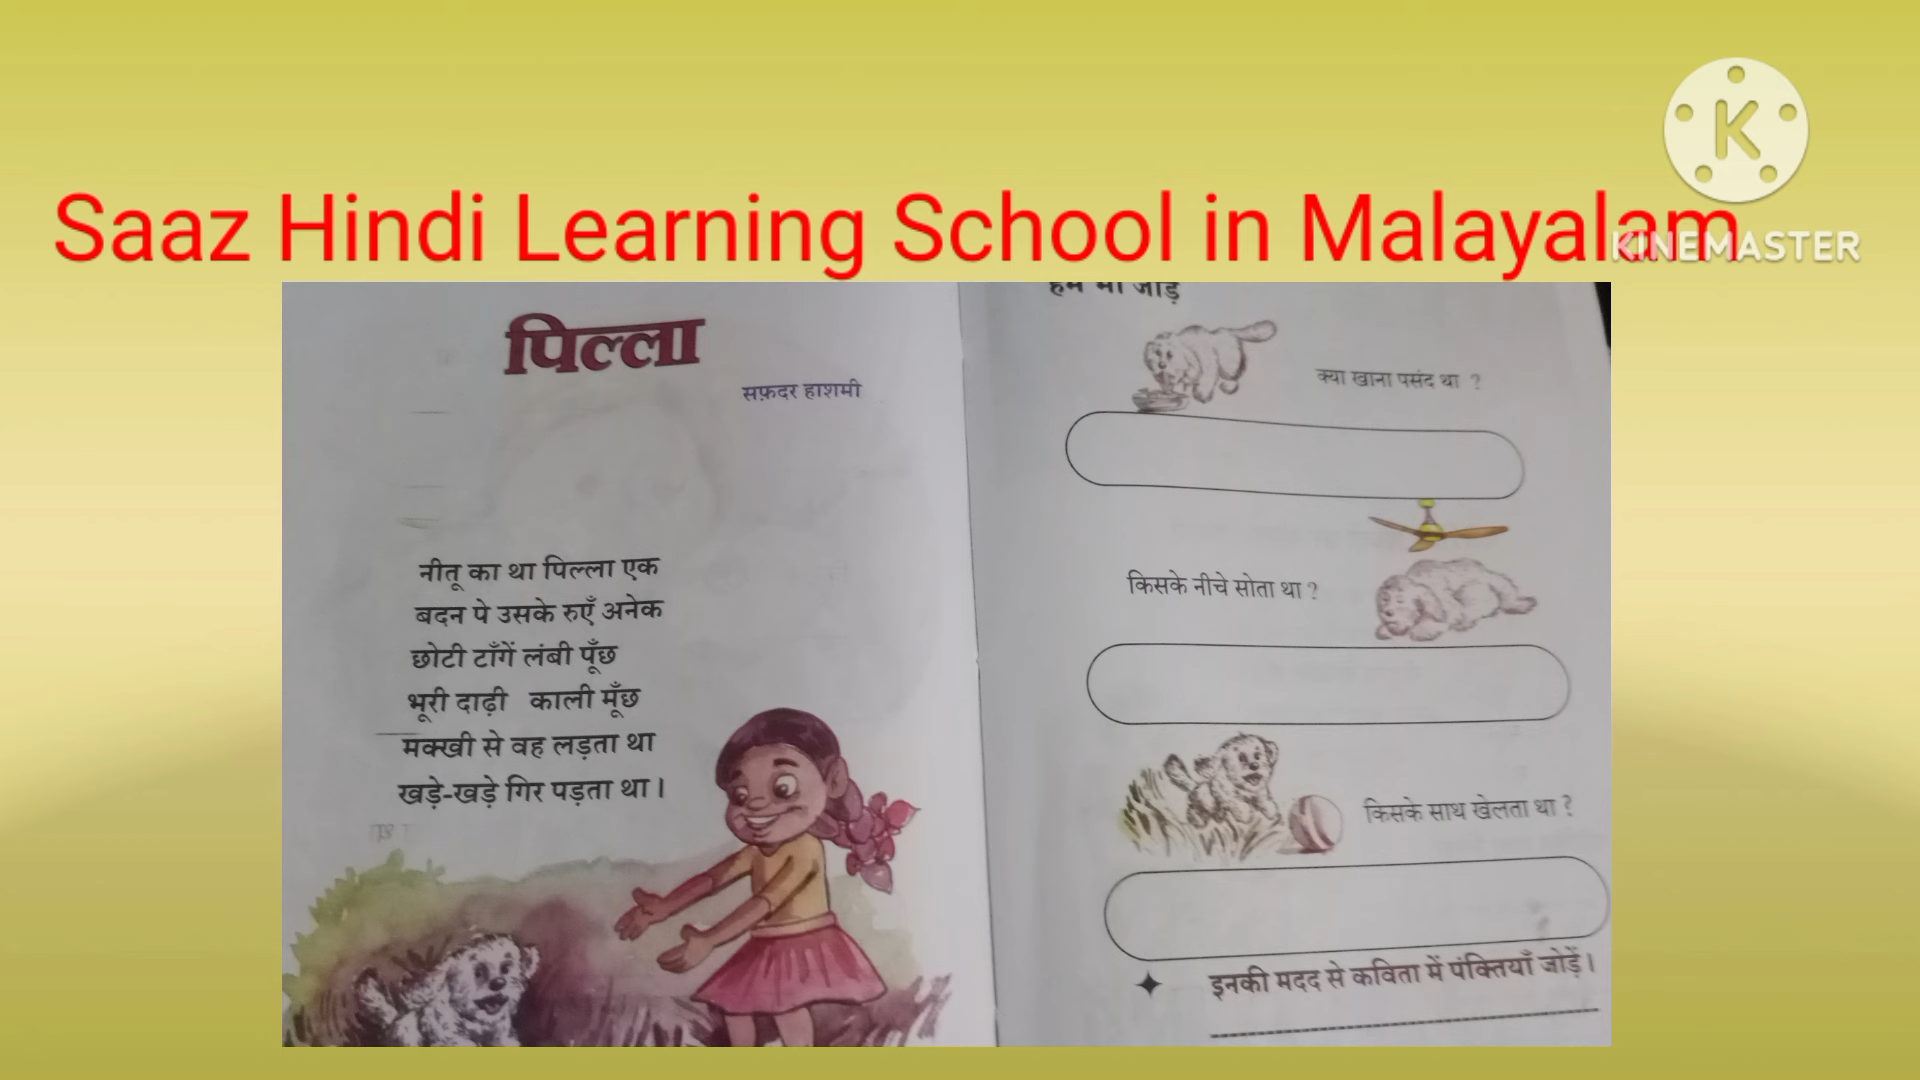 Saaz Hindi Learning School in Malayalam
K
KINEMASTER
पिल्ला
सफ़दर हाशमी
नीतू का था पिल्ला एक
बदन पे उसके रुएँ अनेक
छोटी टाँगें लंबी पूँछ
भूरी दाढ़ी काली मूँछ
मक्खी से वह लड़ता था
खड़े-खड़े गिर पड़ता था।
हम भी जोड़ें
क्या खाना पसंद था ?
किसके नीचे सोता था ?
किसके साथ खेलता था ?
इनकी मदद से कविता में पंक्तियाँ जोड़ें।